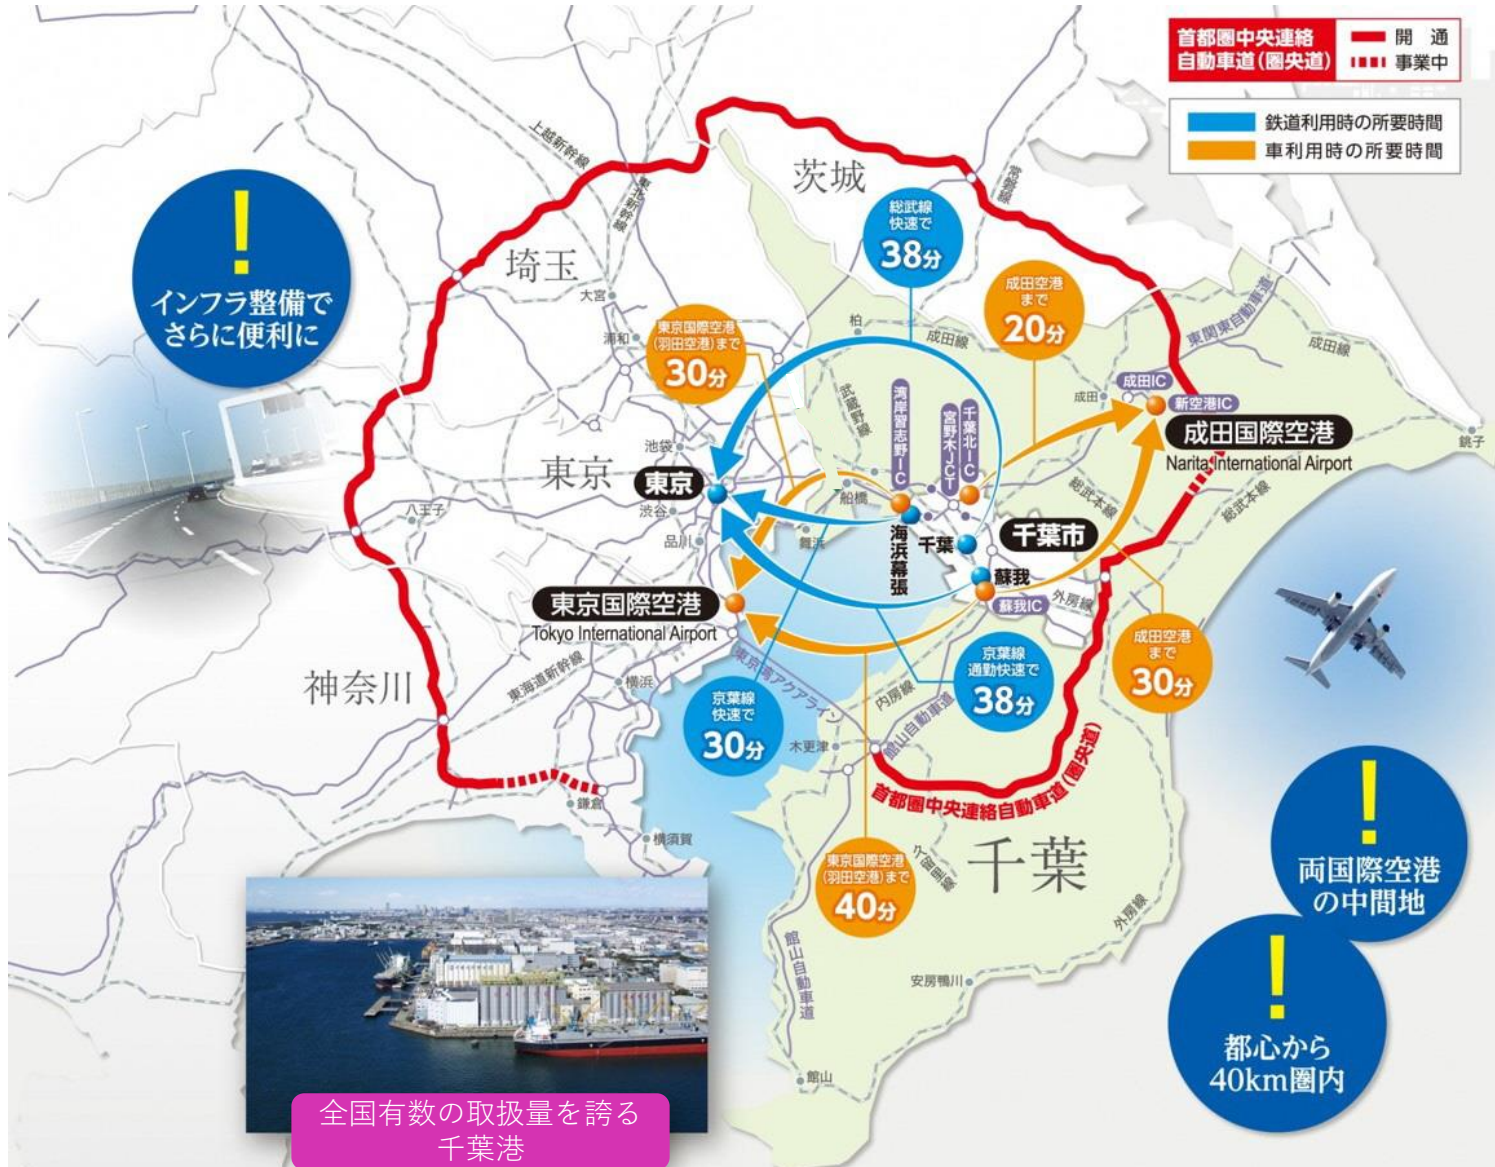 首都圏中央連絡
自動車道(圏央道)
開通
事業中
鉄道利用時の所要時間
車利用時の所要時間
!
インフラ整備で
さらに便利に
上越新幹線
東北新幹線
常磐線
茨城
埼玉
大宮
浦和
総武線
快速で
38分
成田空港
まで
20分
東京国際空港
(羽田空港)まで
30分
柏
成田線
東関東自動車道
成田線
武蔵野線
湾岸習志野IC
宮野木JCT
千葉北IC
成田
成田IC
新空港IC
成田国際空港
Narita International Airport
銚子
池袋
東京
東京
渋谷
品川
八王子
船橋
舞浜
海浜幕張
千葉
千葉市
蘇我
蘇我IC
外房線
総武本線
総武本線
東京国際空港
Tokyo International Airport
東京湾アクアライン
東海道新幹線
横浜
神奈川
京葉線
快速で
30分
内房線
館山自動車道
京葉線
通勤快速で
38分
成田空港
まで
30分
木更津
首都圏中央連絡自動車道(圏央道)
鎌倉
横須賀
東京国際空港
(羽田空港)まで
40分
千葉
外房線
館山自動車道
安房鴨川
館山
!
両国際空港
の中間地
!
都心から
40km圏内
全国有数の取扱量を誇る
千葉港